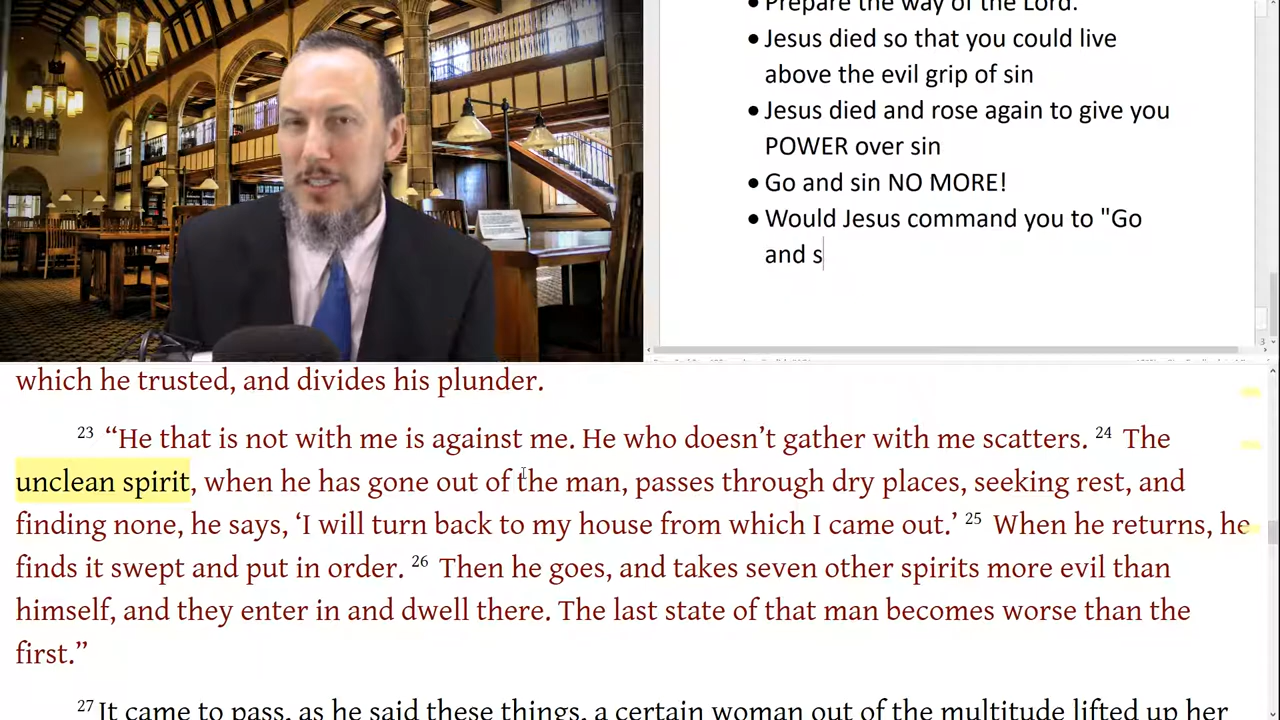 Prepare the way of the Lord.
• Jesus died so that you could live
above the evil grip of sin
• Jesus died and rose again to give you
POWER over sin
• Go and sin NO MORE!
• Would Jesus command you to "Go
and s
which he trusted, and divides his plunder.
23 “He that is not with me is against me. He who doesn’t gather with me scatters. 24 The
unclean spirit, when he has gone out of the man, passes through dry places, seeking rest, and
finding none, he says, ‘I will turn back to my house from which I came out.’ 25 When he returns, he
finds it swept and put in order. 26 Then he goes, and takes seven other spirits more evil than
himself, and they enter in and dwell there. The last state of that man becomes worse than the
first.”
27 It came to pass, as he said these things, a certain woman out of the multitude lifted up her